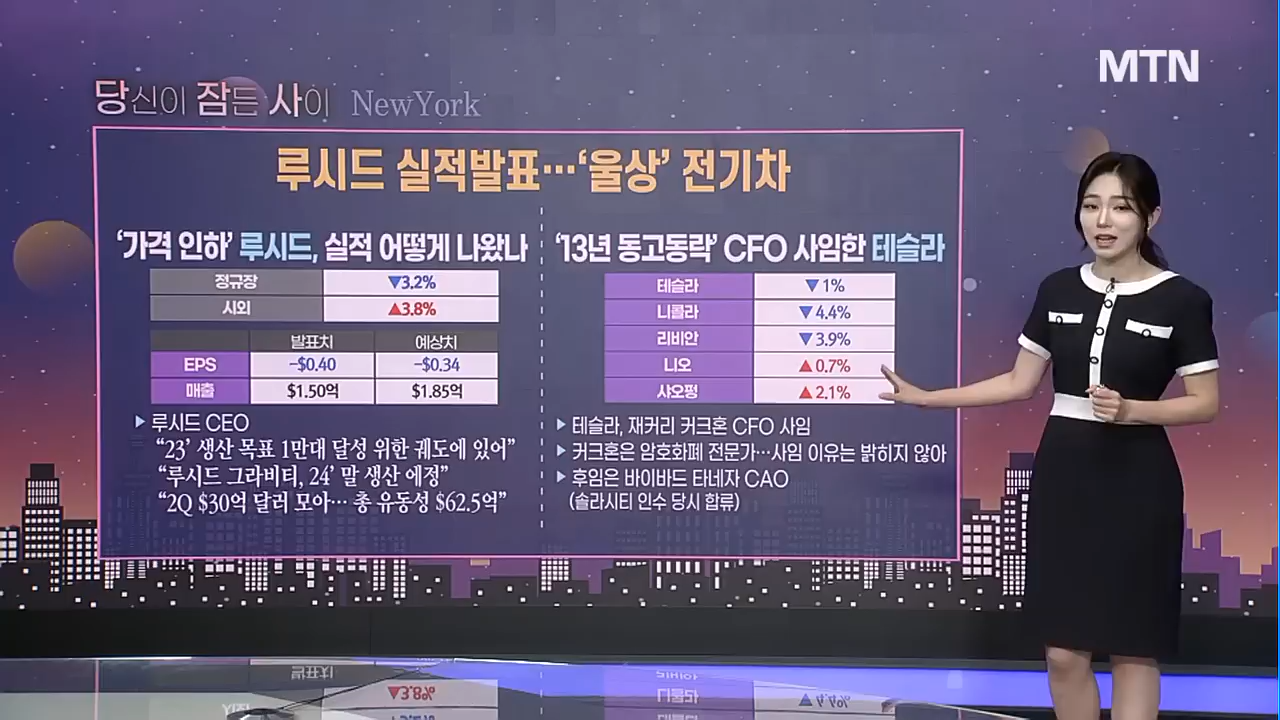 MTN
당신이 잠든 사이 NewYork
루시드 실적발표…‘울상’ 전기차
‘가격 인하’ 루시드, 실적 어떻게 나왔나
정규장 ▼3.2%
시외 ▲3.8%
발표치 예상치
EPS -$0.40 -$0.34
매출 $1.50억 $1.85억
▶ 루시드 CEO
“23’ 생산 목표 1만대 달성 위한 궤도에 있어”
“루시드 그라비티, 24’ 말 생산 예정”
“2Q $30억 달러 모아… 총 유동성 $62.5억”
‘13년 동고동락’ CFO 사임한 테슬라
테슬라 ▼1%
니콜라 ▼4.4%
리비안 ▼3.9%
니오 ▲0.7%
샤오펑 ▲2.1%
▶ 테슬라, 재커리 커크혼 CFO 사임
▶ 커크혼은 암호화폐 전문가…사임 이유는 밝히지 않아
▶ 후임은 바이바드 타네자 CAO
(솔라시티 인수 당시 합류)